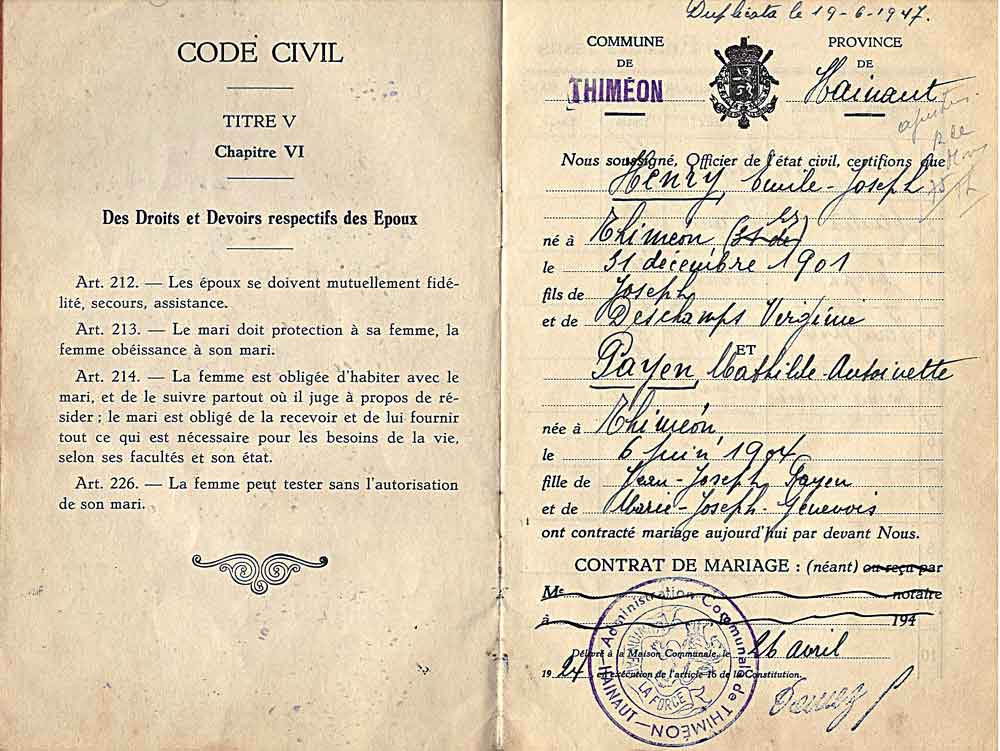 CODE CIVIL
TITRE V
Chapitre VI
Des Droits et Devoirs respectifs des Epoux
Art. 212. — Les époux se doivent mutuellement fidé-
lité, secours, assistance.
Art. 213. — Le mari doit protection à sa femme, la
femme obéissance à son mari.
Art. 214. — La femme est obligée d'habiter avec le
mari, et de le suivre partout où il juge à propos de ré-
sider ; le mari est obligé de la recevoir et de lui fournir
tout ce qui est nécessaire pour les besoins de la vie,
selon ses facultés et son état.
Art. 226. — La femme peut tester sans l'autorisation
de son mari.
Duplicata le 19-6-1947.
COMMUNE
DE
THIMÉON
PROVINCE
DE
Hainaut
Nous soussigné, Officier de l'état civil, certifions que
Henry, Emile-Joseph
né à Thiméon
le 31 décembre 1901
fils de Joseph
et de Deschamps Virginie
ET
Payen, Mathilde-Antoinette
née à Thiméon
le 6 juin 1904
fille de Jean-Joseph Payen
et de Marie-Joseph-Genevois
ont contracté mariage aujourd'hui par devant Nous.
CONTRAT DE MARIAGE : (néant) ou reçu par
Me notaire
à 194
Délivré à la Maison Communale, le 26 avril
1924, en exécution de l'article 16 de la Constitution.
Administration Communale de THIMÉON
HAINAUT
L'UNION FAIT LA FORCE